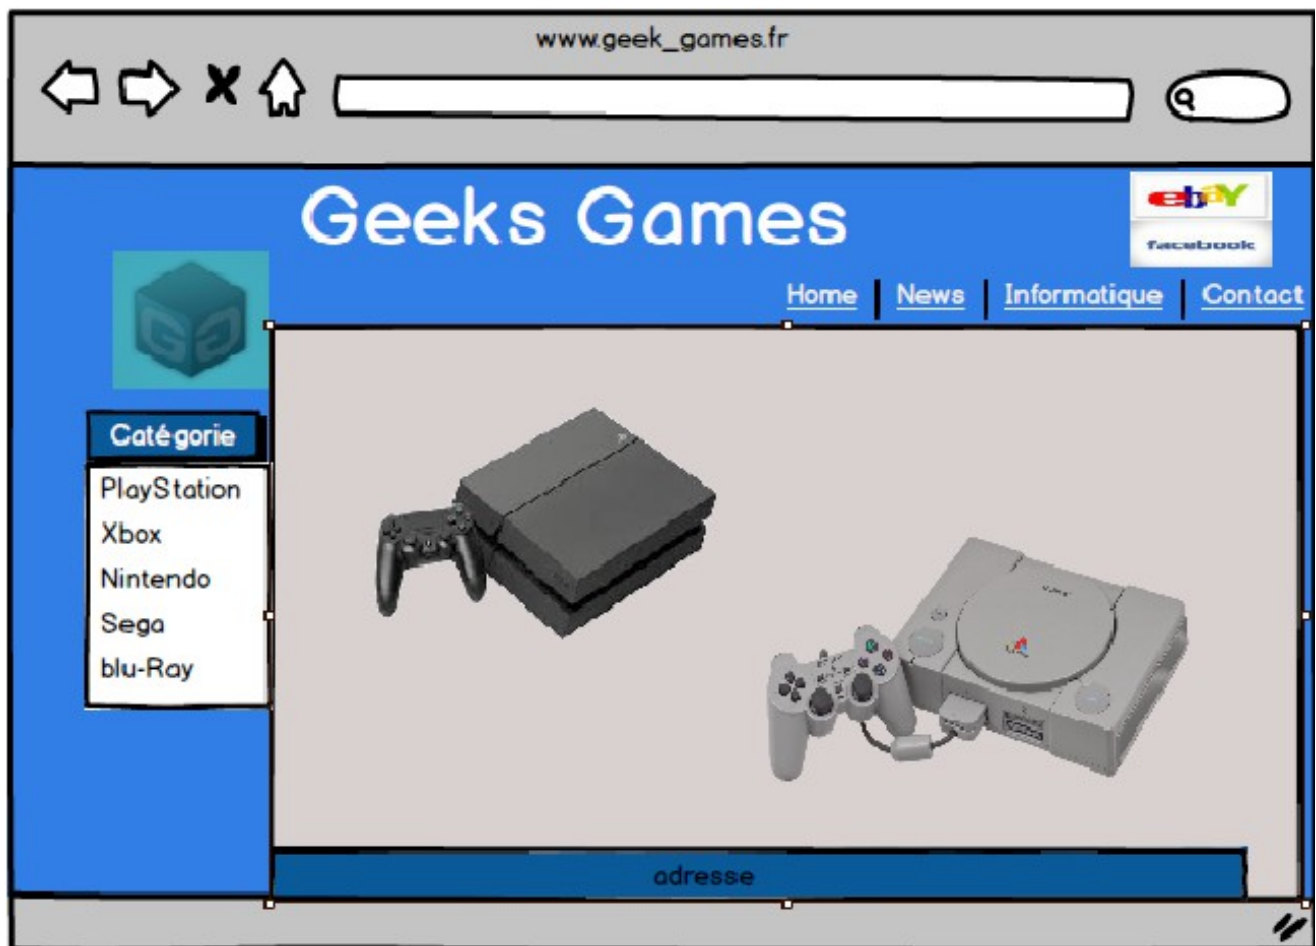 www.geek_games.fr
Geeks Games
ebaY
facebook
Home News Informatique Contact
GG
Catégorie
PlayStation
Xbox
Nintendo
Sega
blu-Ray
adresse